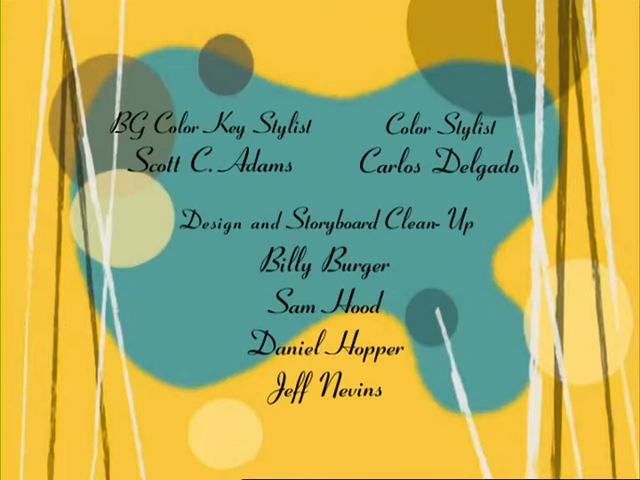 BG Color Key Stylist
Scott C. Adams
Color Stylist
Carlos Delgado
Design and Storyboard Clean-Up
Billy Burger
Sam Hood
Daniel Hopper
Jeff Nevins